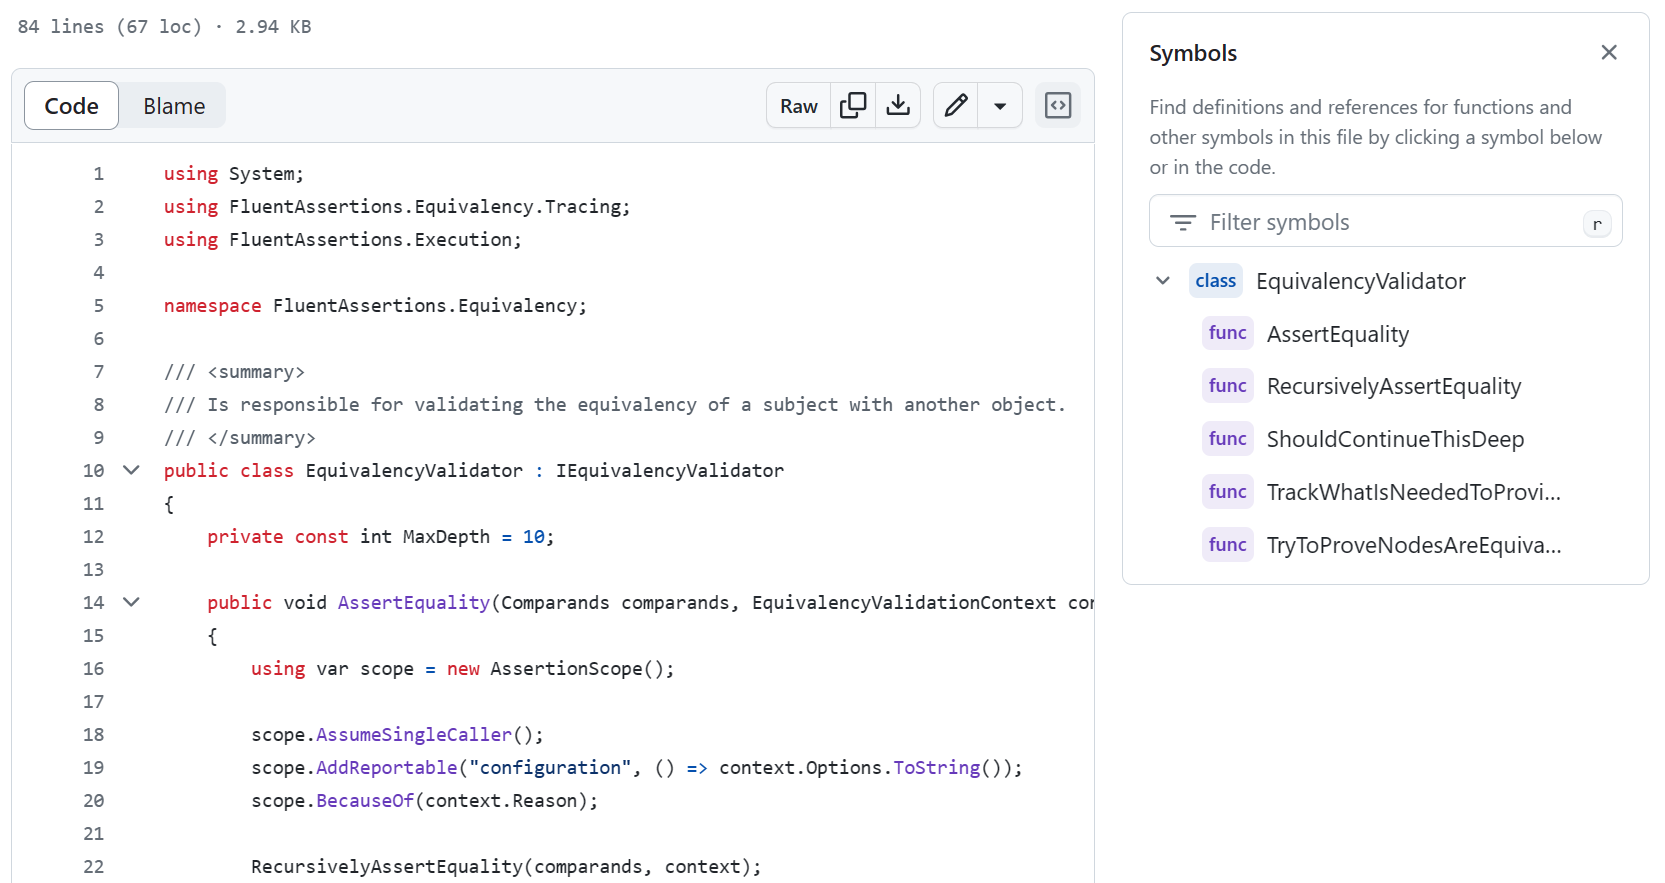 84 lines (67 loc) · 2.94 KB
Code
Blame
Raw
1 using System;
2 using FluentAssertions.Equivalency.Tracing;
3 using FluentAssertions.Execution;
4
5 namespace FluentAssertions.Equivalency;
6
7 /// <summary>
8 /// Is responsible for validating the equivalency of a subject with another object.
9 /// </summary>
10 public class EquivalencyValidator : IEquivalencyValidator
11 {
12     private const int MaxDepth = 10;
13
14     public void AssertEquality(Comparands comparands, EquivalencyValidationContext con
15     {
16         using var scope = new AssertionScope();
17
18         scope.AssumeSingleCaller();
19         scope.AddReportable("configuration", () => context.Options.ToString());
20         scope.BecauseOf(context.Reason);
21
22         RecursivelyAssertEquality(comparands, context);
Symbols
Find definitions and references for functions and
other symbols in this file by clicking a symbol below
or in the code.
Filter symbols r
class EquivalencyValidator
func AssertEquality
func RecursivelyAssertEquality
func ShouldContinueThisDeep
func TrackWhatIsNeededToProvi...
func TryToProveNodesAreEquiva...